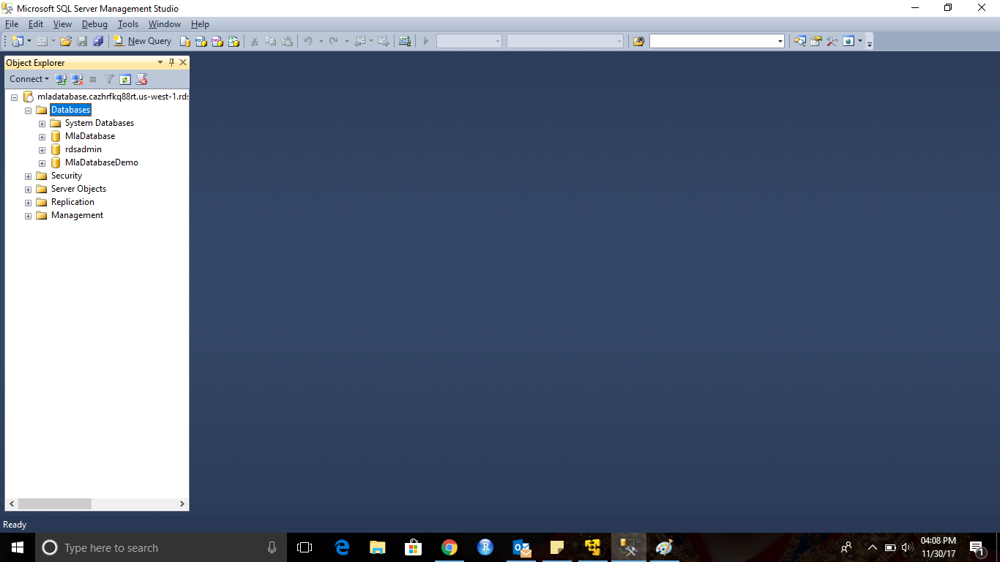 Microsoft SQL Server Management Studio
File Edit View Debug Tools Window Help
New Query
Object Explorer
Connect
mladatabase.cazhrfkq88rt.us-west-1.rds
Databases
System Databases
MlaDatabase
rdsadmin
MlaDatabaseDemo
Security
Server Objects
Replication
Management
Ready
Type here to search
04:08 PM
11/30/17
1